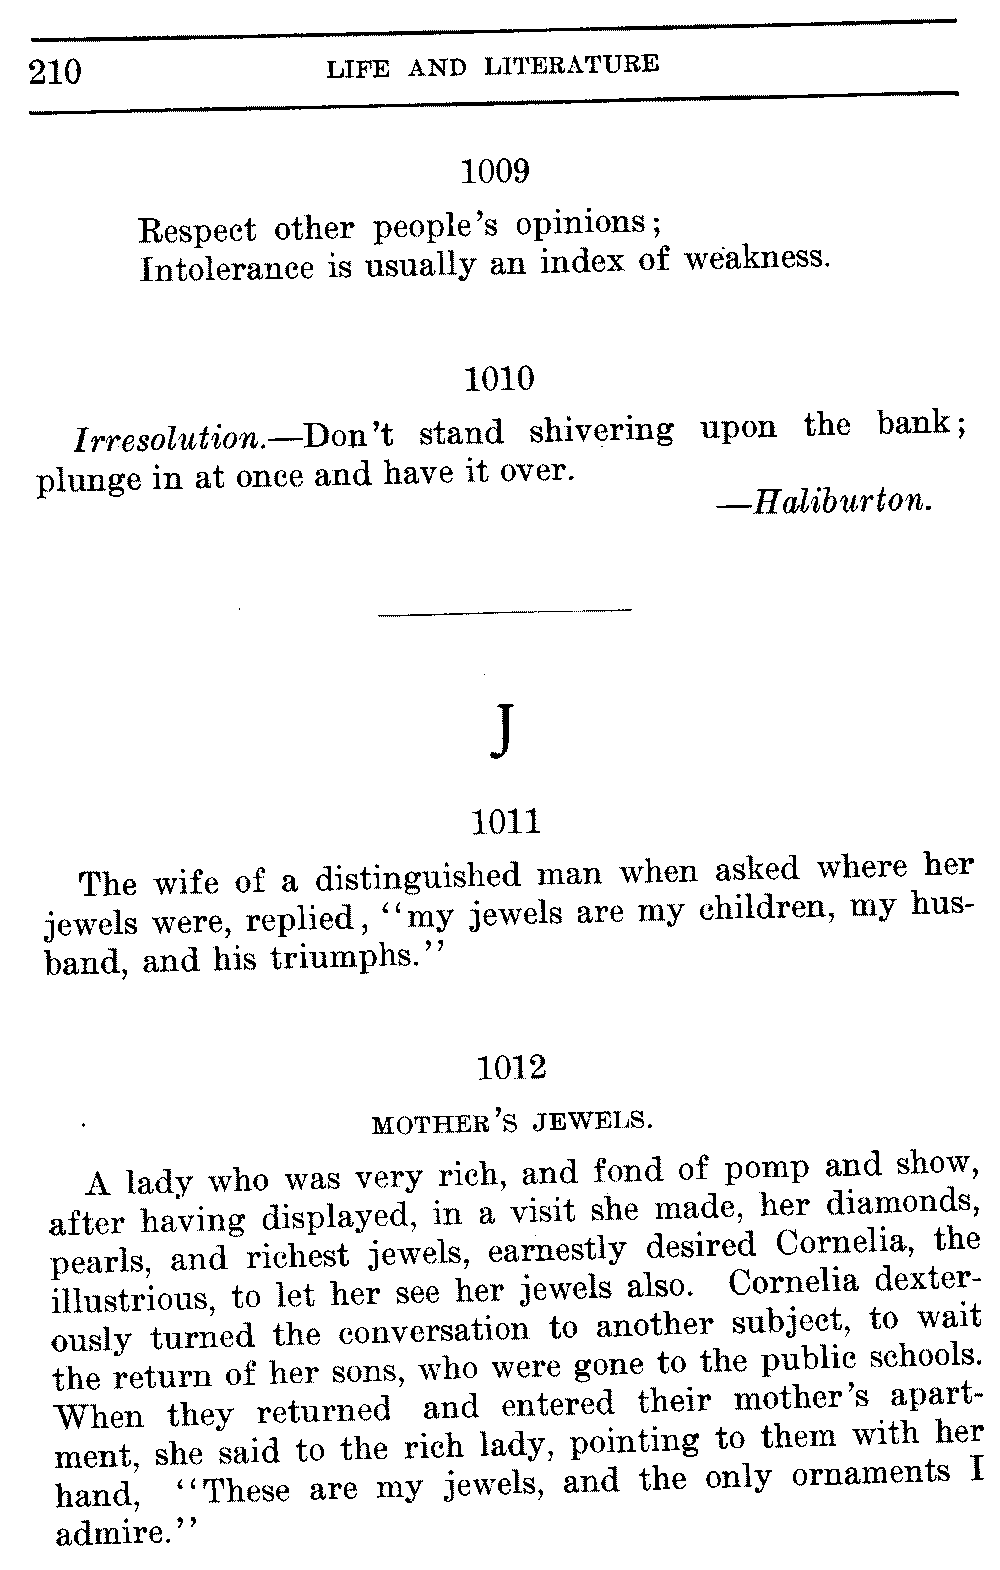 210 LIFE AND LITERATURE
1009
Respect other people's opinions;
Intolerance is usually an index of weakness.
1010
Irresolution.—Don't stand shivering upon the bank;
plunge in at once and have it over.
—Haliburton.
J
1011
The wife of a distinguished man when asked where her
jewels were, replied, "my jewels are my children, my hus-
band, and his triumphs."
1012
MOTHER'S JEWELS.
A lady who was very rich, and fond of pomp and show,
after having displayed, in a visit she made, her diamonds,
pearls, and richest jewels, earnestly desired Cornelia, the
illustrious, to let her see her jewels also. Cornelia dexter-
ously turned the conversation to another subject, to wait
the return of her sons, who were gone to the public schools.
When they returned and entered their mother's apart-
ment, she said to the rich lady, pointing to them with her
hand, "These are my jewels, and the only ornaments I
admire."